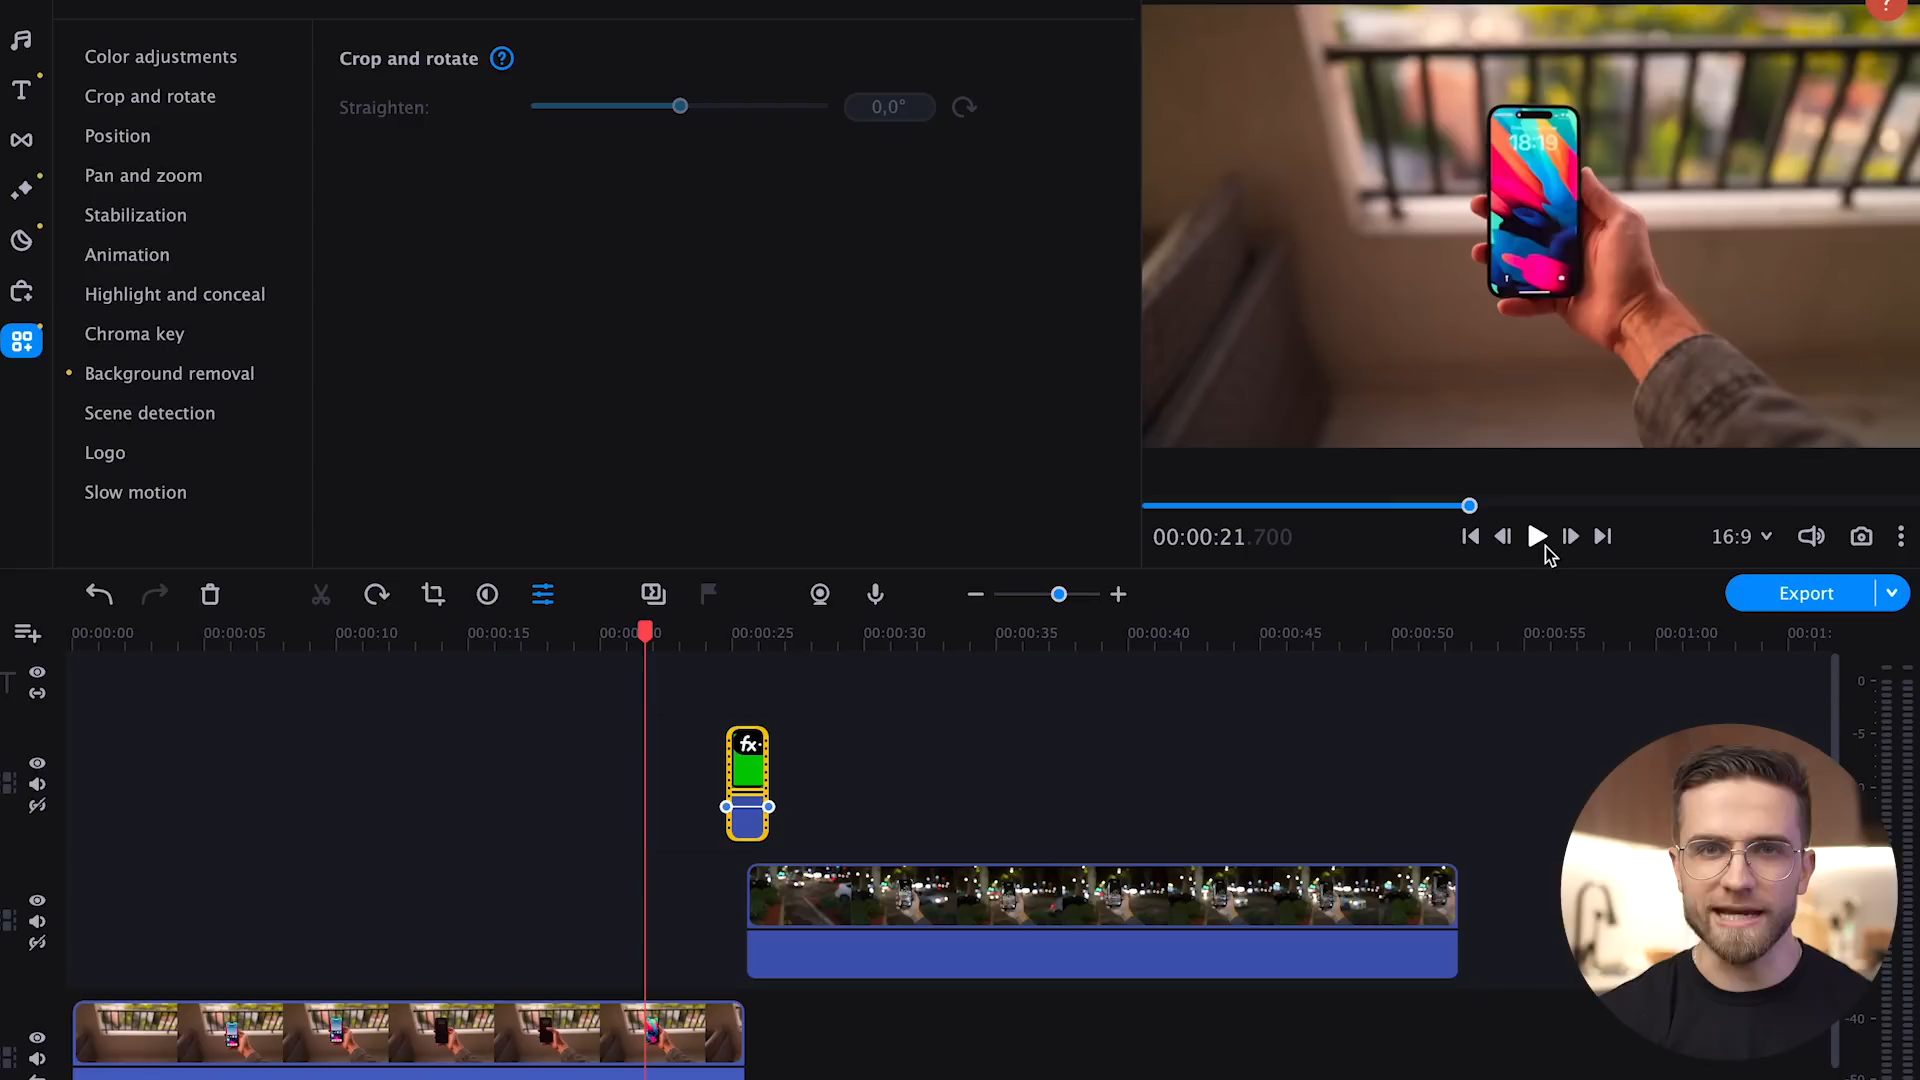 Color adjustments
Crop and rotate
Position
Pan and zoom
Stabilization
Animation
Highlight and conceal
Chroma key
Background removal
Scene detection
Logo
Slow motion
Crop and rotate ?
Straighten:
0,0°
?
18:19
00:00:21.700
16:9
Export
00:00:00
00:00:05
00:00:10
00:00:15
00:00:25
00:00:30
00:00:35
00:00:40
00:00:45
00:00:50
00:00:55
00:01:00
00:01:
T
fx
0
-5
-40